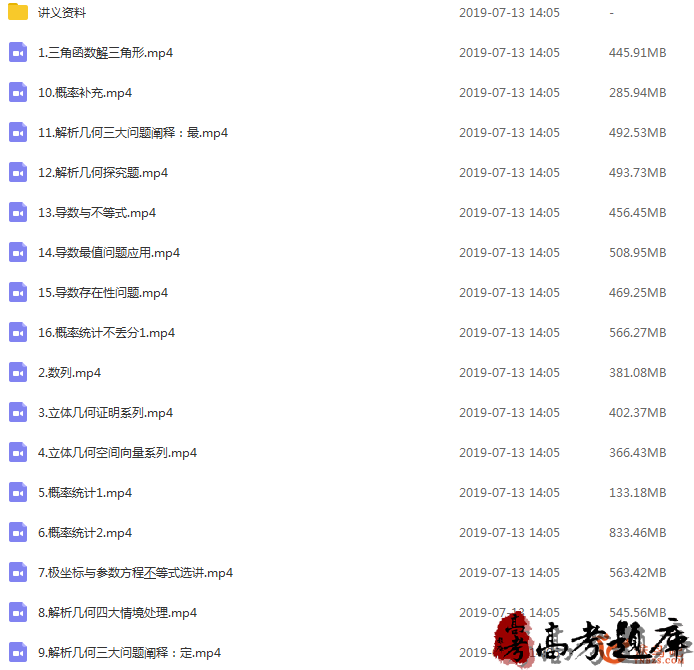 讲义资料 2019-07-13 14:05 -
1.三角函数解三角形.mp4 2019-07-13 14:05 445.91MB
10.概率补充.mp4 2019-07-13 14:05 285.94MB
11.解析几何三大问题阐释：最.mp4 2019-07-13 14:05 492.53MB
12.解析几何探究题.mp4 2019-07-13 14:05 493.73MB
13.导数与不等式.mp4 2019-07-13 14:05 456.45MB
14.导数最值问题应用.mp4 2019-07-13 14:05 508.95MB
15.导数存在性问题.mp4 2019-07-13 14:05 469.25MB
16.概率统计不丢分1.mp4 2019-07-13 14:05 566.27MB
2.数列.mp4 2019-07-13 14:05 381.08MB
3.立体几何证明系列.mp4 2019-07-13 14:05 402.37MB
4.立体几何空间向量系列.mp4 2019-07-13 14:05 366.43MB
5.概率统计1.mp4 2019-07-13 14:05 133.18MB
6.概率统计2.mp4 2019-07-13 14:05 833.46MB
7.极坐标与参数方程不等式选讲.mp4 2019-07-13 14:05 563.42MB
8.解析几何四大情境处理.mp4 2019-07-13 14:05 545.56MB
9.解析几何三大问题阐释：定.mp4 2019-
高考 高考题库